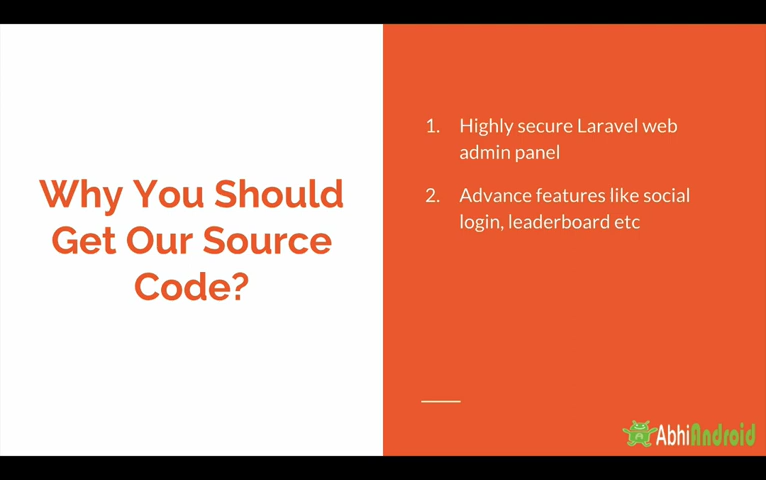 Why You Should
Get Our Source
Code?
1. Highly secure Laravel web
admin panel
2. Advance features like social
login, leaderboard etc
AbhiAndroid